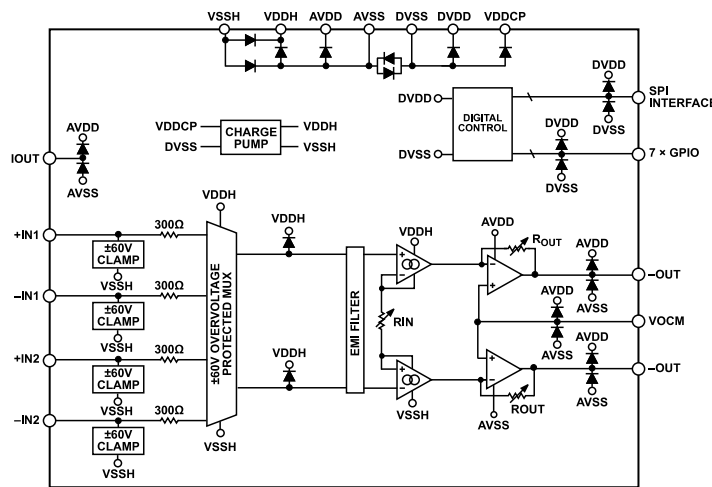 VSSH VDDH AVDD AVSS DVSS DVDD VDDCP
DVDD
DVDD
SPI
INTERFACE
DVSS
DIGITAL
CONTROL
DVSS
DVDD
7 × GPIO
DVSS
VDDCP
DVSS
CHARGE
PUMP
VDDH
VSSH
AVDD
IOUT
AVSS
+IN1
300Ω
±60V
CLAMP
VSSH
–IN1
300Ω
±60V
CLAMP
VSSH
+IN2
300Ω
±60V
CLAMP
VSSH
–IN2
300Ω
±60V
CLAMP
VSSH
VDDH
±60V OVERVOLTAGE
PROTECTED MUX
VSSH
VDDH
VDDH
EMI FILTER
VDDH
+
–
RIN
–
+
VSSH
AVDD
ROUT
–
+
AVDD
–OUT
AVSS
AVDD
VOCM
AVSS
+
–
ROUT
AVSS
AVDD
–OUT
AVSS